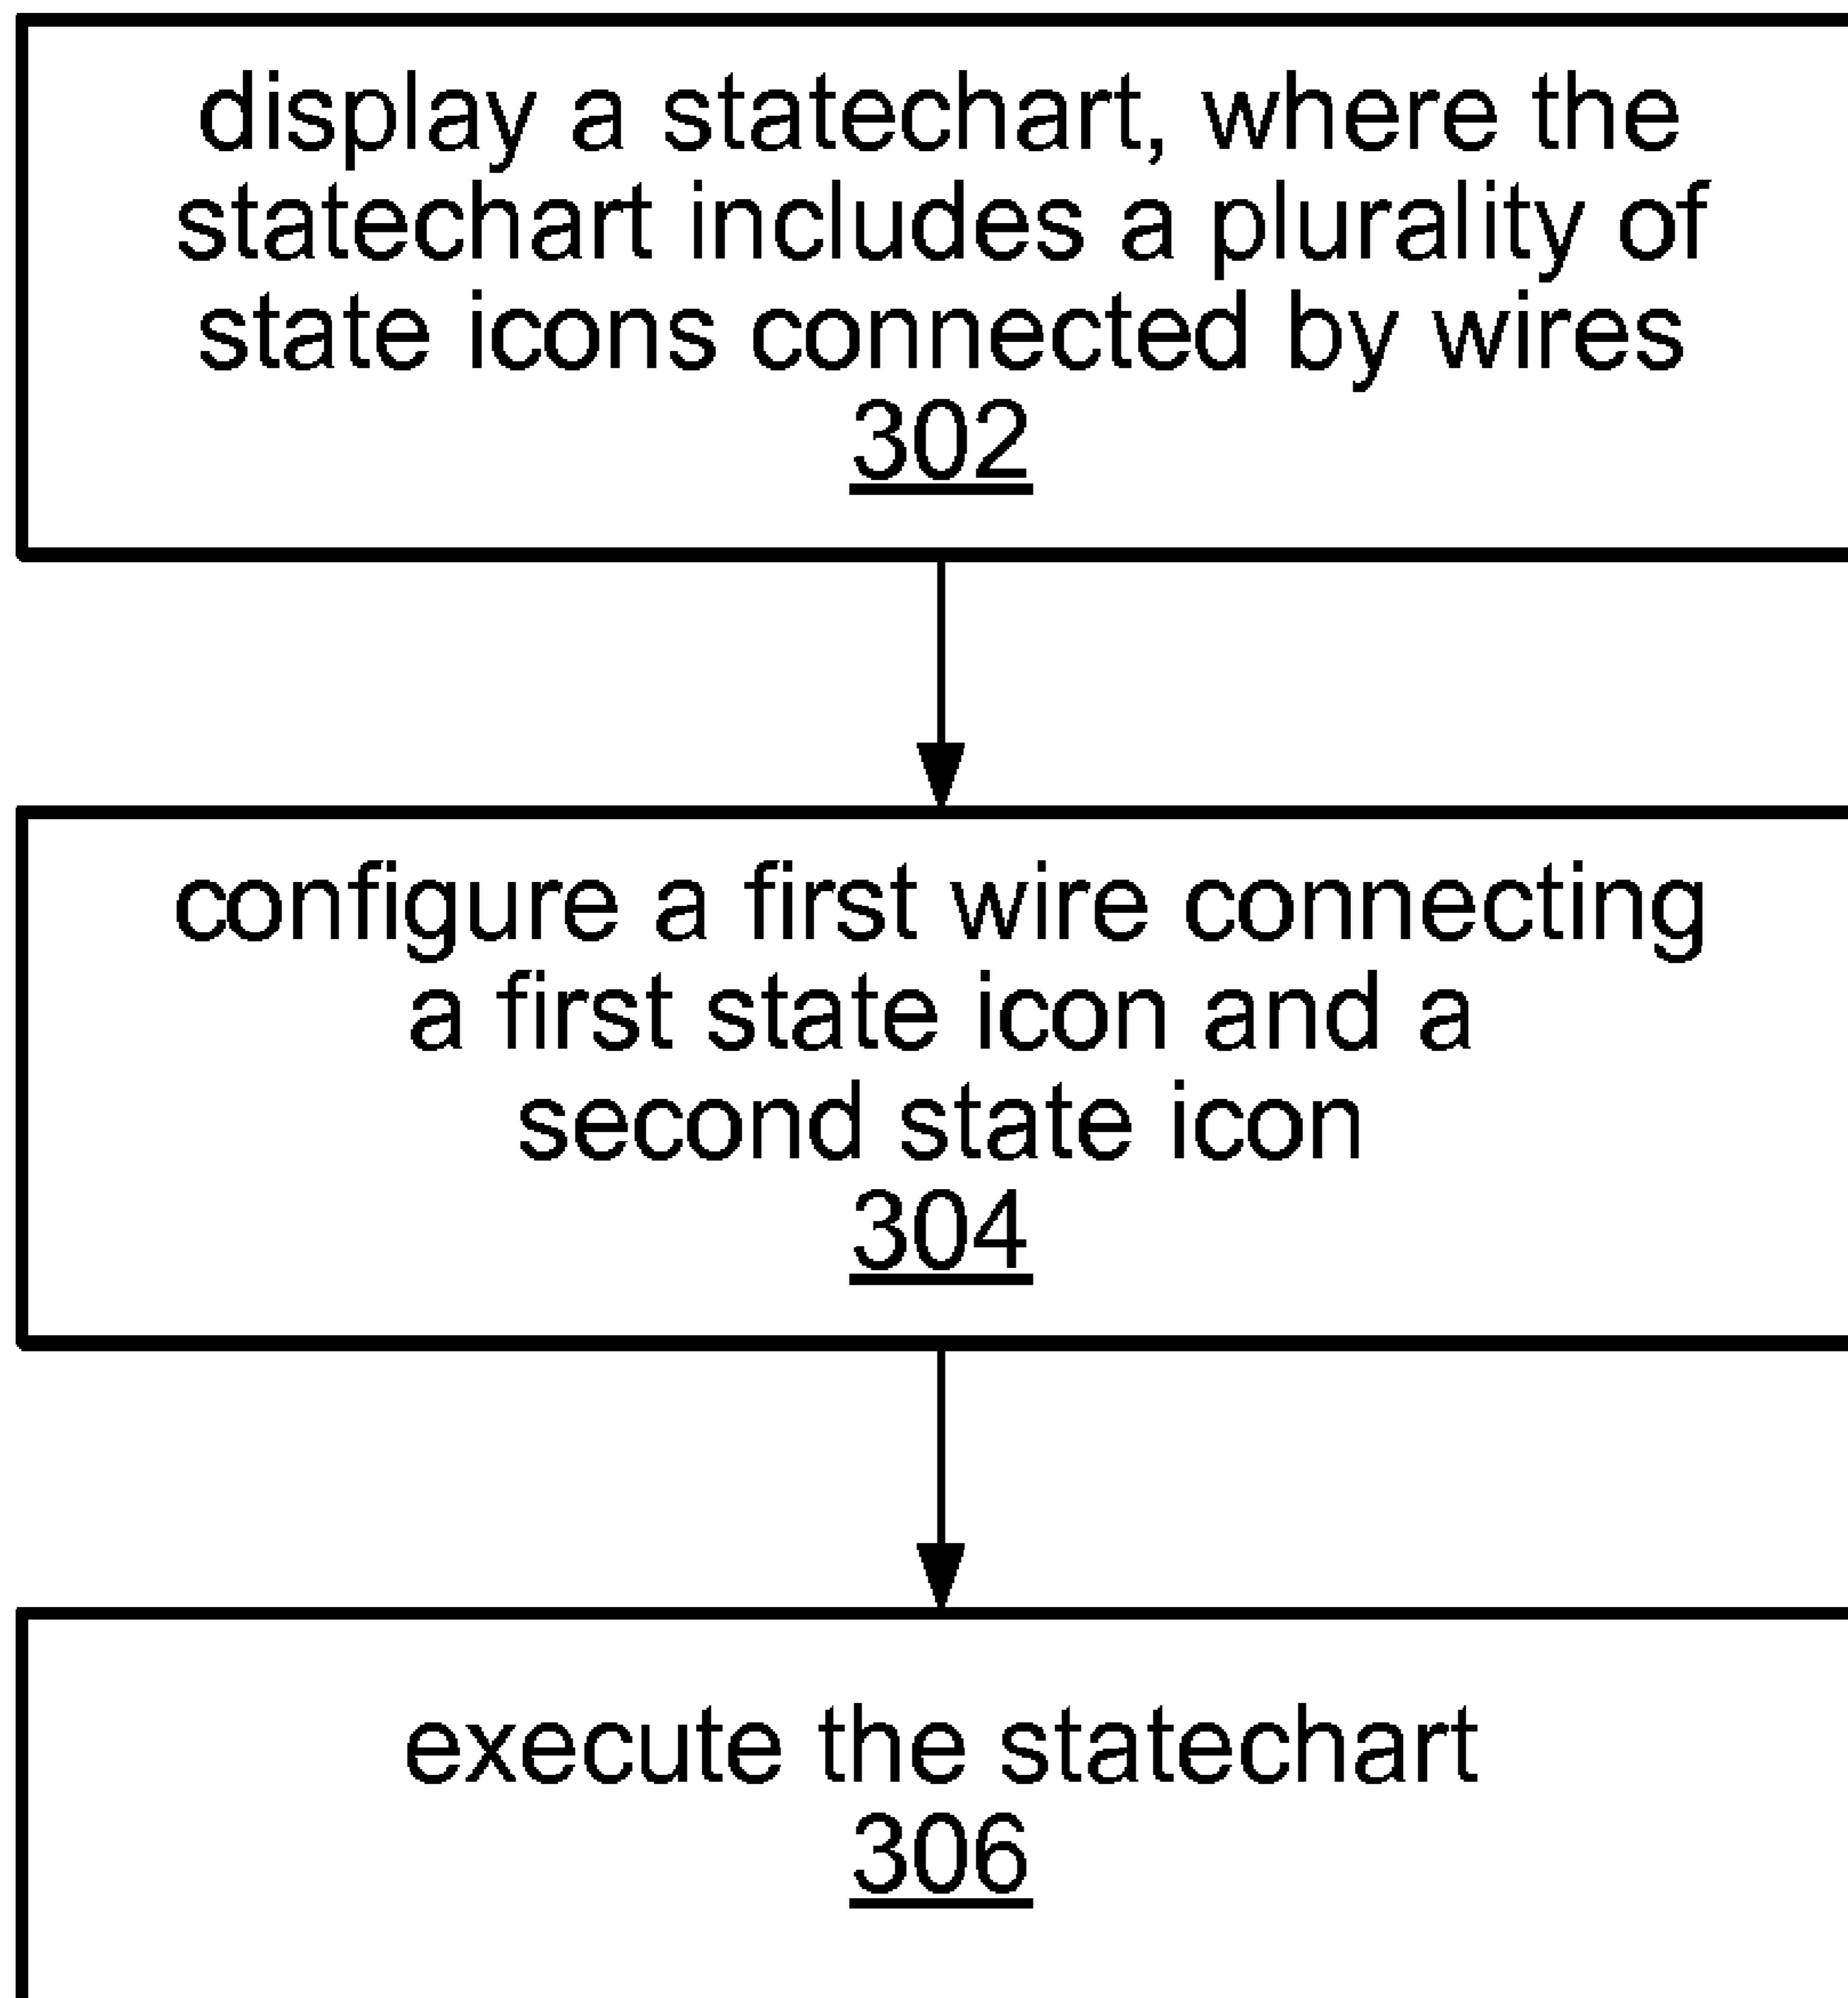 display a statechart, where the
statechart includes a plurality of
state icons connected by wires
302
configure a first wire connecting
a first state icon and a
second state icon
304
execute the statechart
306